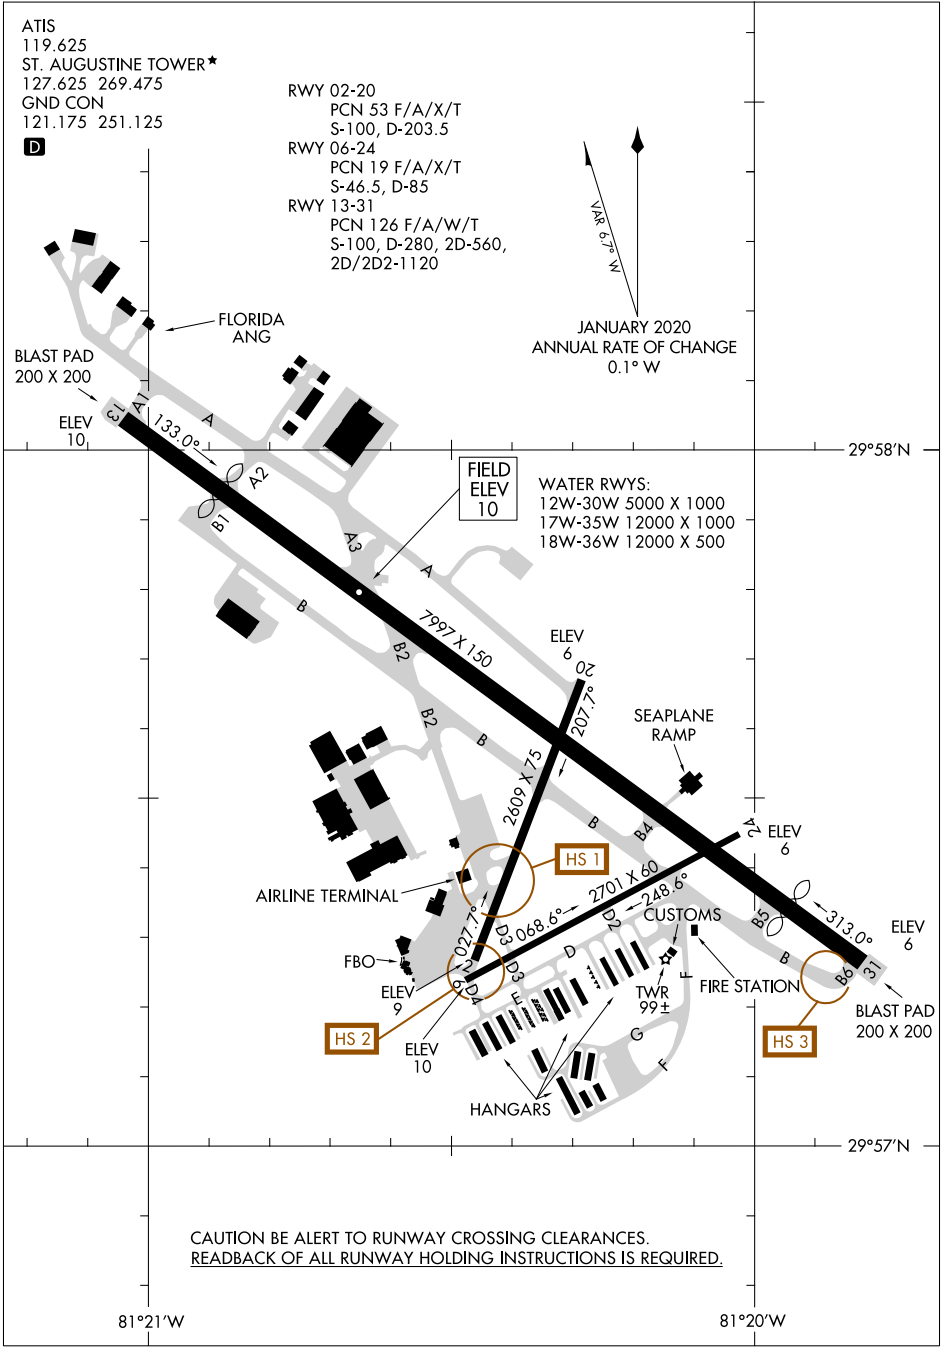 ATIS
119.625
ST. AUGUSTINE TOWER★
127.625 269.475
GND CON
121.175 251.125
D
RWY 02-20
PCN 53 F/A/X/T
S-100, D-203.5
RWY 06-24
PCN 19 F/A/X/T
S-46.5, D-85
RWY 13-31
PCN 126 F/A/W/T
S-100, D-280, 2D-560,
2D/2D2-1120
VAR 6.7° W
JANUARY 2020
ANNUAL RATE OF CHANGE
0.1° W
FLORIDA
ANG
BLAST PAD
200 X 200
ELEV
10
13
A1
A
133.0°
A2
B1
29°58'N
FIELD
ELEV
10
WATER RWYS:
12W-30W 5000 X 1000
17W-35W 12000 X 1000
18W-36W 12000 X 500
A3
A
B
7997 X 150
B2
ELEV
6
20
207.7°
B2
B
SEAPLANE
RAMP
2609 X 75
B
B4
24
ELEV
6
HS 1
AIRLINE TERMINAL
2701 X 60
248.6°
068.6°
027.7°
D2
D3
D3
D
CUSTOMS
B5
313.0°
ELEV
6
B
B6
31
FBO
ELEV
9
2
6
D4
E
TWR
99±
F
FIRE STATION
BLAST PAD
200 X 200
HS 2
ELEV
10
G
F
HS 3
HANGARS
29°57'N
CAUTION BE ALERT TO RUNWAY CROSSING CLEARANCES.
READBACK OF ALL RUNWAY HOLDING INSTRUCTIONS IS REQUIRED.
81°21'W
81°20'W